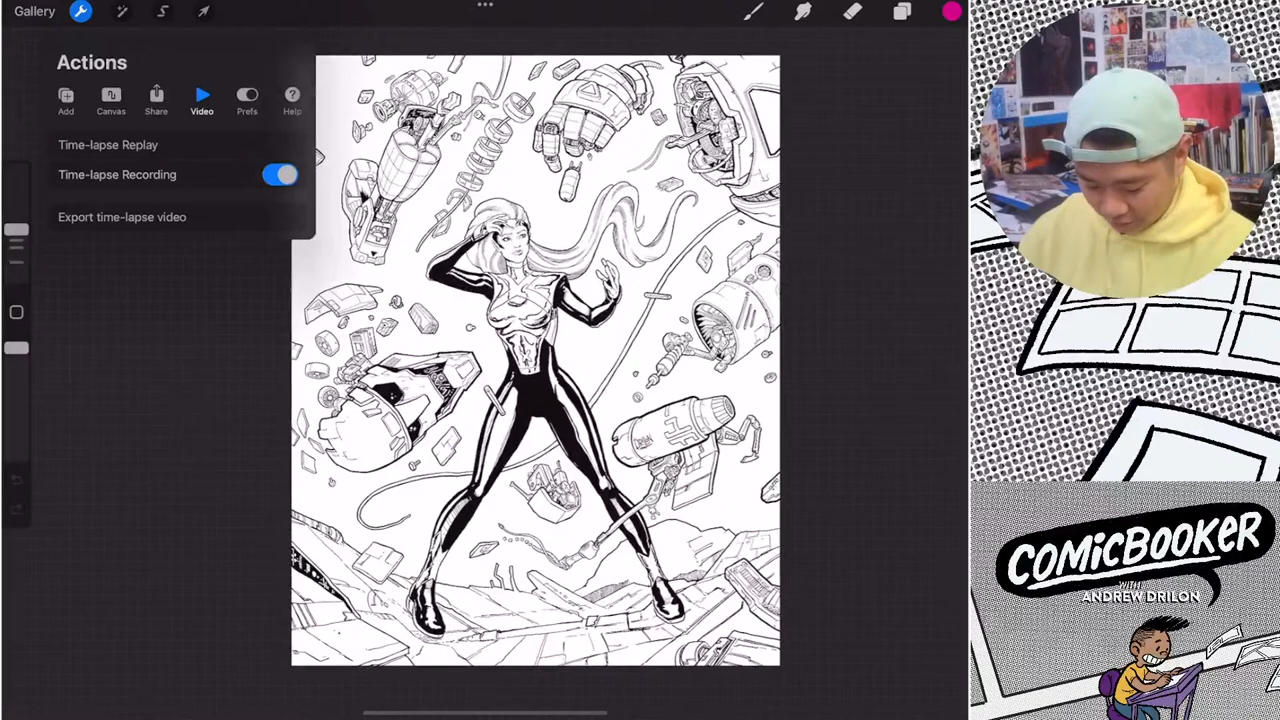 Gallery
Actions
Add Canvas Share Video Prefs Help
Time-lapse Replay
Time-lapse Recording
Export time-lapse video
COMICBOOKER
WITH
ANDREW DRILON